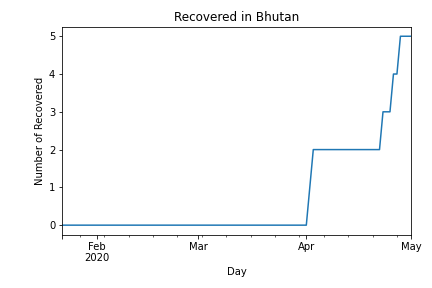 Recovered in Bhutan
5
4
3
2
1
0
Number of Recovered
Feb
2020
Mar
Apr
May
Day